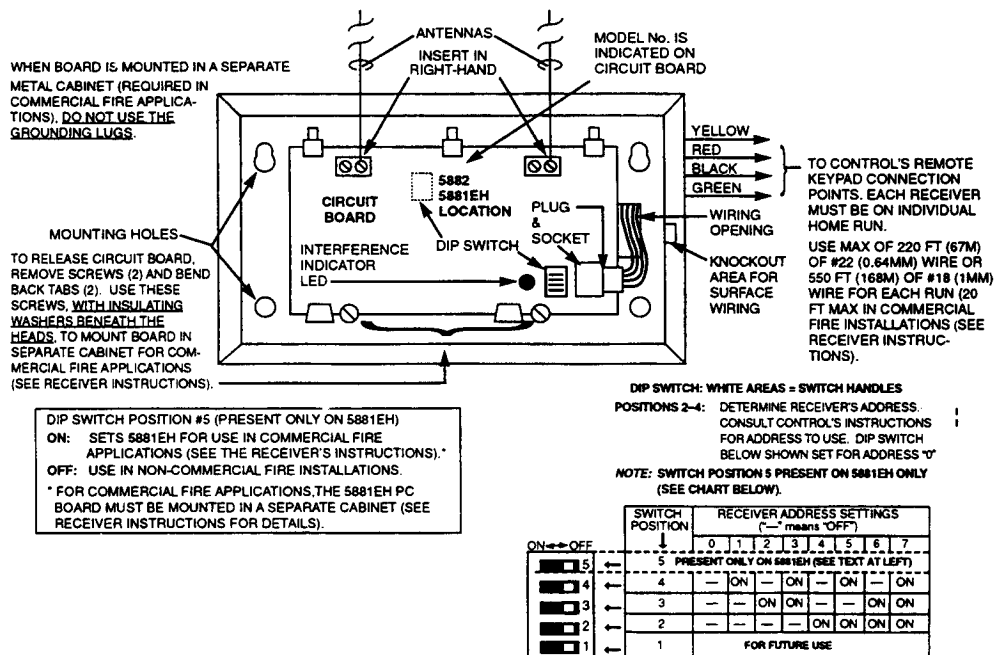 ANTENNAS
INSERT IN
RIGHT-HAND
MODEL No. IS
INDICATED ON
CIRCUIT BOARD
WHEN BOARD IS MOUNTED IN A SEPARATE
METAL CABINET (REQUIRED IN
COMMERCIAL FIRE APPLICA-
TIONS), DO NOT USE THE
GROUNDING LUGS.
YELLOW
RED
BLACK
GREEN
TO CONTROL'S REMOTE
KEYPAD CONNECTION
POINTS. EACH RECEIVER
MUST BE ON INDIVIDUAL
HOME RUN.
USE MAX OF 220 FT (67M)
OF #22 (0.64MM) WIRE OR
550 FT (168M) OF #18 (1MM)
WIRE FOR EACH RUN (20
FT MAX IN COMMERCIAL
FIRE INSTALLATIONS (SEE
RECEIVER INSTRUC-
TIONS).
CIRCUIT
BOARD
5882
5881EH
LOCATION
PLUG
&
SOCKET
DIP SWITCH
INTERFERENCE
INDICATOR
LED
WIRING
OPENING
KNOCKOUT
AREA FOR
SURFACE
WIRING
MOUNTING HOLES
TO RELEASE CIRCUIT BOARD,
REMOVE SCREWS (2) AND BEND
BACK TABS (2). USE THESE
SCREWS, WITH INSULATING
WASHERS BENEATH THE
HEADS, TO MOUNT BOARD IN
SEPARATE CABINET FOR COM-
MERCIAL FIRE APPLICATIONS
(SEE RECEIVER INSTRUCTIONS).
DIP SWITCH POSITION #5 (PRESENT ONLY ON 5881EH)
ON: SETS 5881EH FOR USE IN COMMERCIAL FIRE
APPLICATIONS (SEE THE RECEIVER'S INSTRUCTIONS).*
OFF: USE IN NON-COMMERCIAL FIRE INSTALLATIONS.
* FOR COMMERCIAL FIRE APPLICATIONS,THE 5881EH PC
BOARD MUST BE MOUNTED IN A SEPARATE CABINET (SEE
RECEIVER INSTRUCTIONS FOR DETAILS).
DIP SWITCH: WHITE AREAS = SWITCH HANDLES
POSITIONS 2–4: DETERMINE RECEIVER'S ADDRESS.
CONSULT CONTROL'S INSTRUCTIONS
FOR ADDRESS TO USE. DIP SWITCH
BELOW SHOWN SET FOR ADDRESS "0"
NOTE: SWITCH POSITION 5 PRESENT ON 5881EH ONLY
(SEE CHART BELOW).
SWITCH POSITION RECEIVER ADDRESS SETTINGS
("—" means "OFF")
0 1 2 3 4 5 6 7
5 PRESENT ONLY ON 5881EH (SEE TEXT AT LEFT)
4 — ON — ON — ON — ON
3 — — ON ON — — ON ON
2 — — — — ON ON ON ON
1 FOR FUTURE USE
ON OFF
5
4
3
2
1